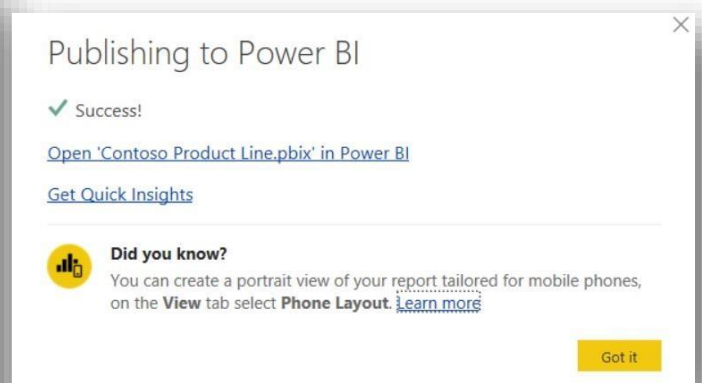 Publishing to Power BI
Success!
Open 'Contoso Product Line.pbix' in Power BI
Get Quick Insights
Did you know?
You can create a portrait view of your report tailored for mobile phones,
on the View tab select Phone Layout. Learn more
Got it